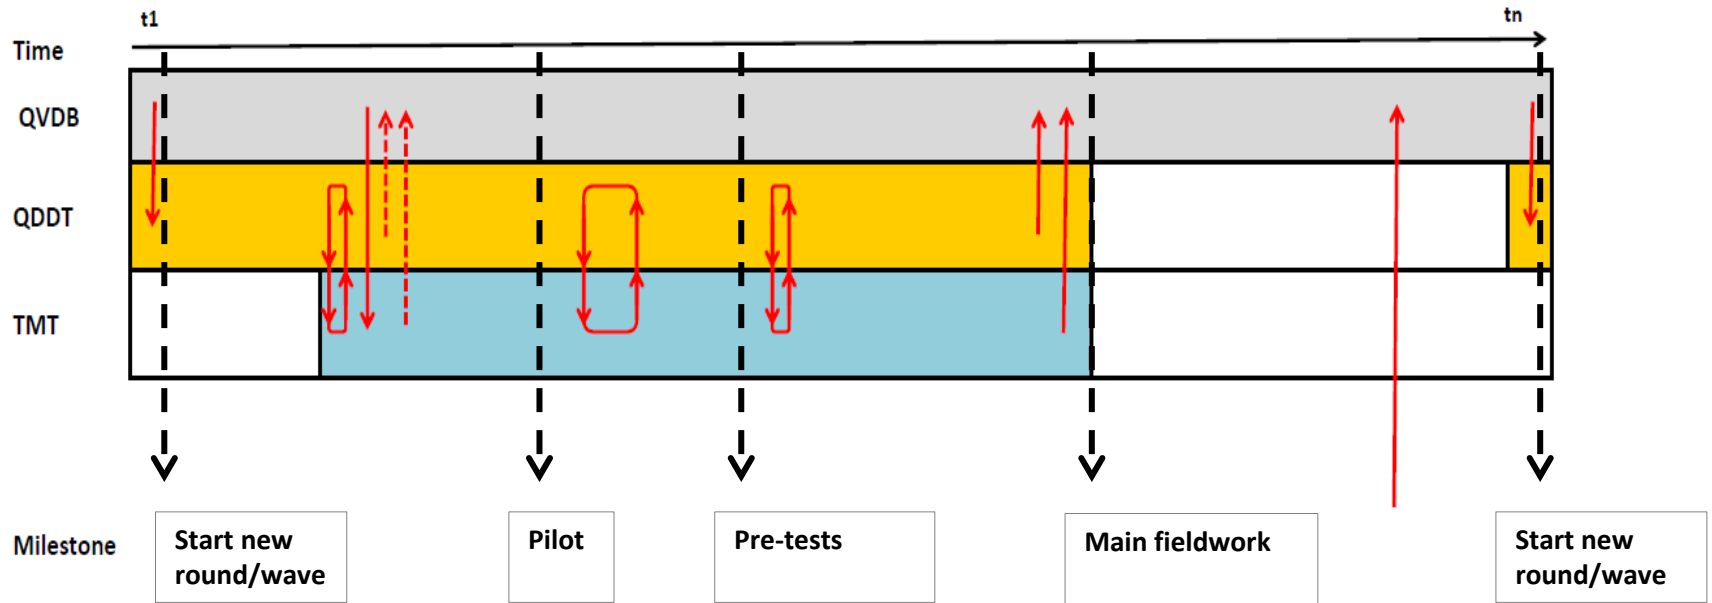 t1
tn
Time
QVDB
QDDT
TMT
Milestone
Start new
round/wave
Pilot
Pre-tests
Main fieldwork
Start new
round/wave